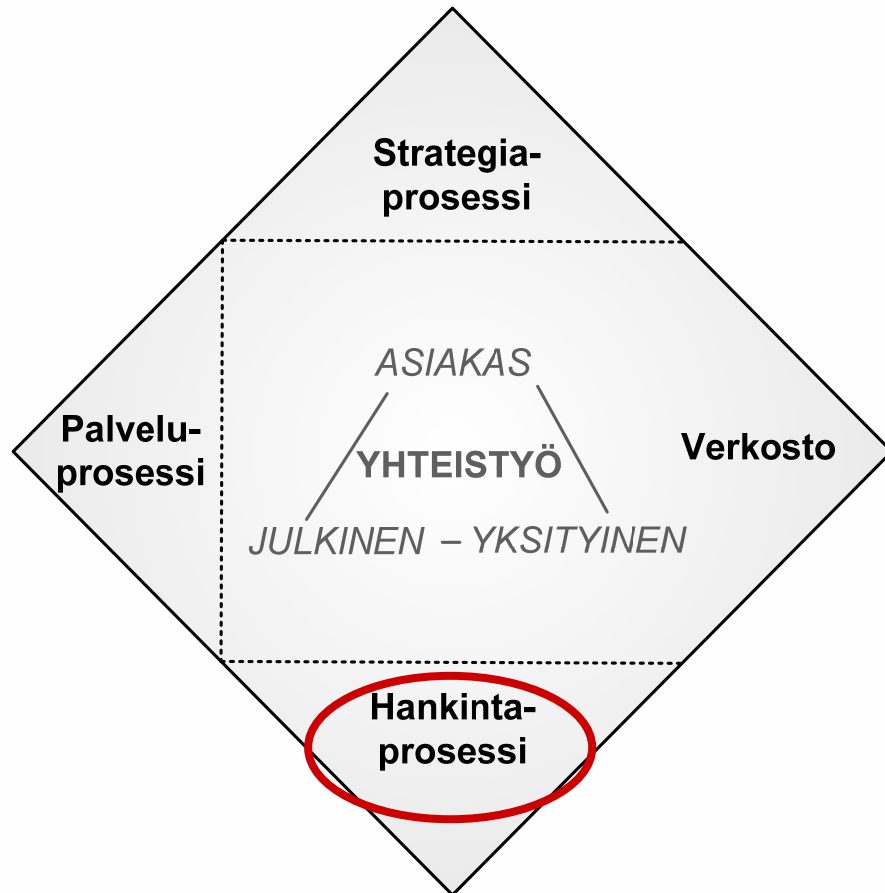 Strategia-
prosessi
ASIAKAS
Palvelu-
prosessi
YHTEISTYÖ
Verkosto
JULKINEN – YKSITYINEN
Hankinta-
prosessi